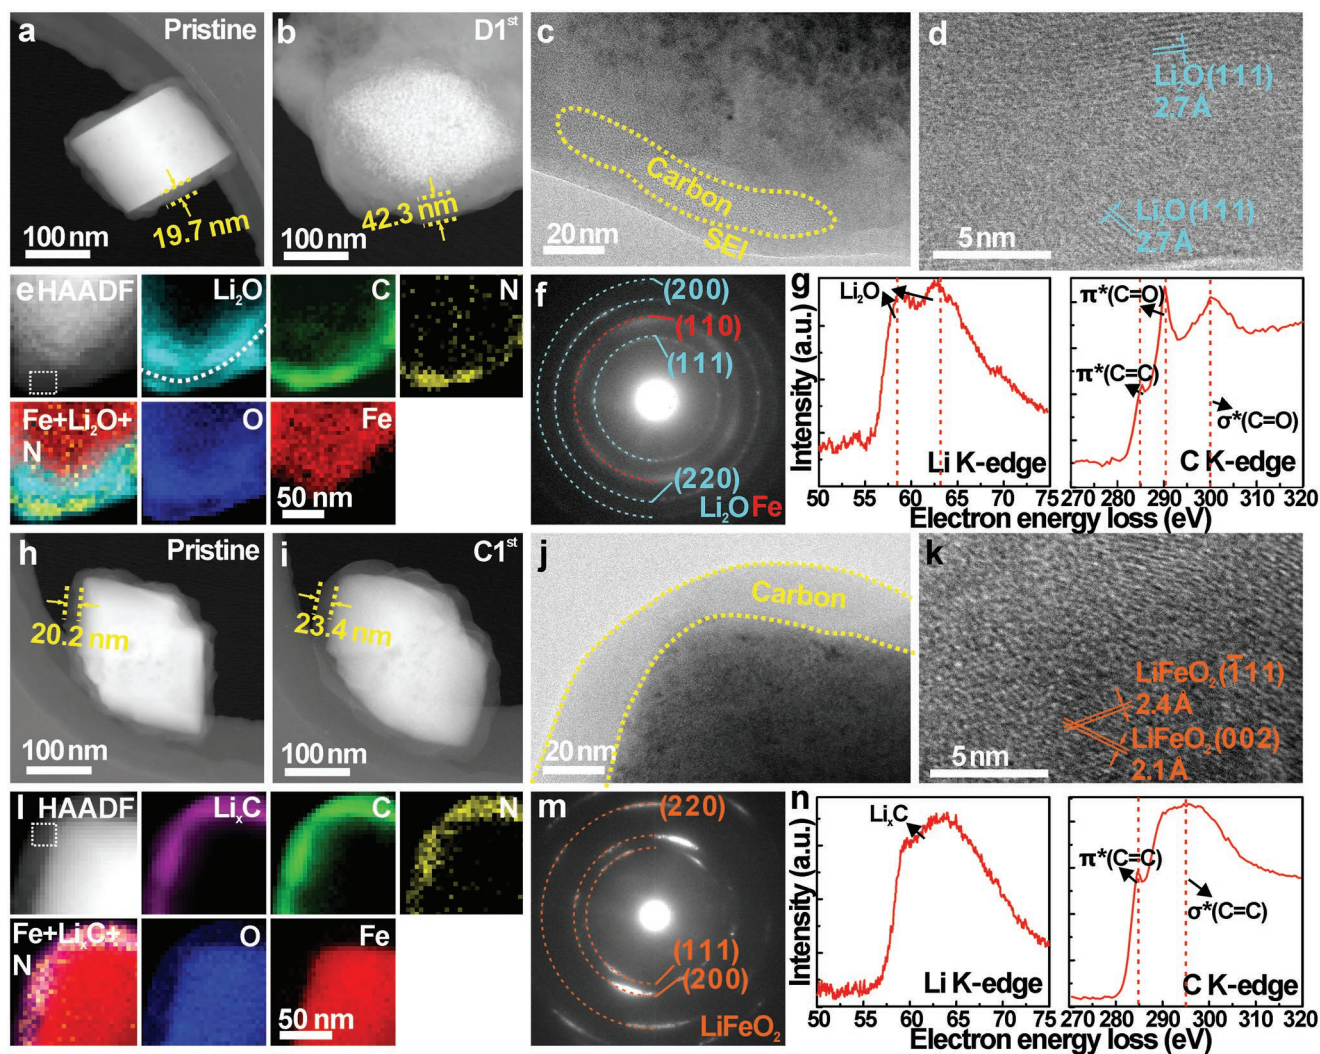 a Pristine
19.7 nm
100 nm
b D1st
42.3 nm
100 nm
c
Carbon
SEI
20 nm
d
Li2O(111)
2.7Å
Li2O(111)
2.7Å
5nm
e HAADF
Li2O
C
N
Fe+Li2O+
N
O
Fe
50 nm
f
(200)
(110)
(111)
(220)
Li2O Fe
g
Li2O
Intensity (a.u.)
Li K-edge
50 55 60 65 70 75
π*(C=O)
π*(C=C)
σ*(C=O)
C K-edge
270 280 290 300 310 320
Electron energy loss (eV)
h Pristine
20.2 nm
100 nm
i C1st
23.4 nm
100 nm
j
Carbon
20 nm
k
LiFeO2(1̅11)
2.4Å
LiFeO2(002)
2.1Å
5nm
l HAADF
LixC
C
N
Fe+LixC+
N
O
Fe
50 nm
m
(220)
(111)
(200)
LiFeO2
n
LixC
Intensity (a.u.)
Li K-edge
50 55 60 65 70 75
π*(C=C)
σ*(C=C)
C K-edge
270 280 290 300 310 320
Electron energy loss (eV)